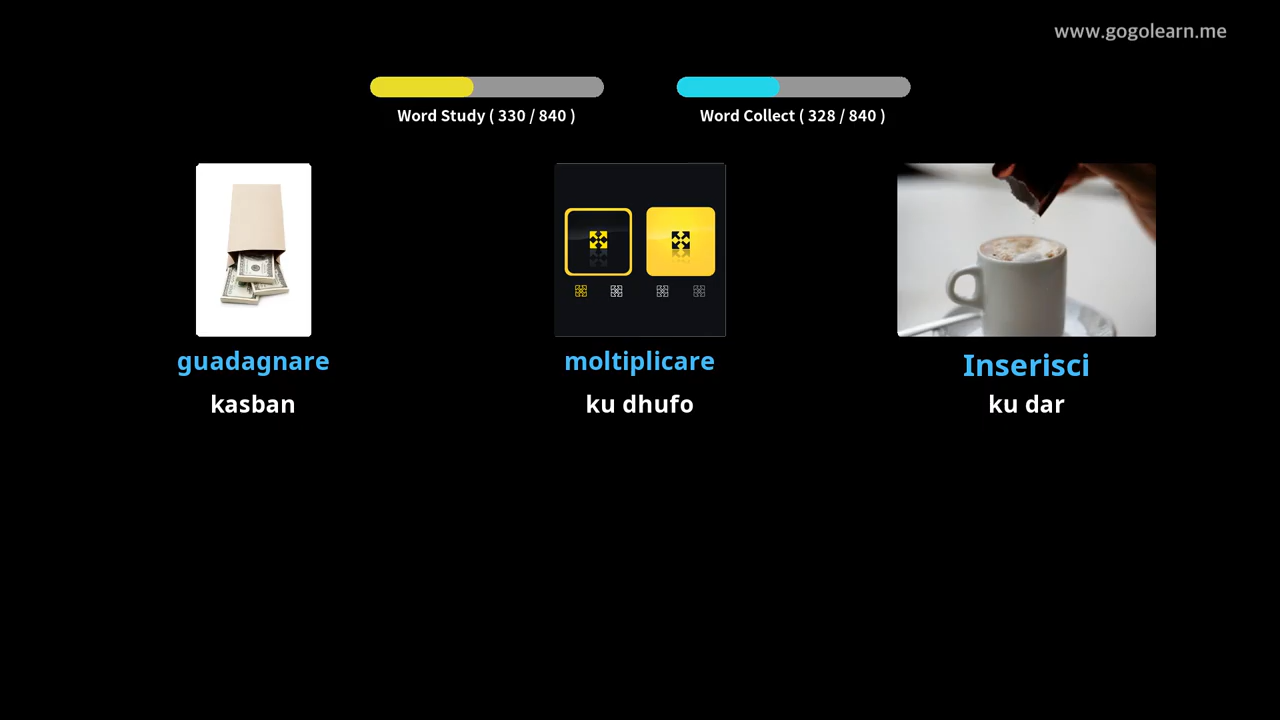 www.gogolearn.me
Word Study ( 330 / 840 )
Word Collect ( 328 / 840 )
guadagnare
moltiplicare
Inserisci
kasban
ku dhufo
ku dar